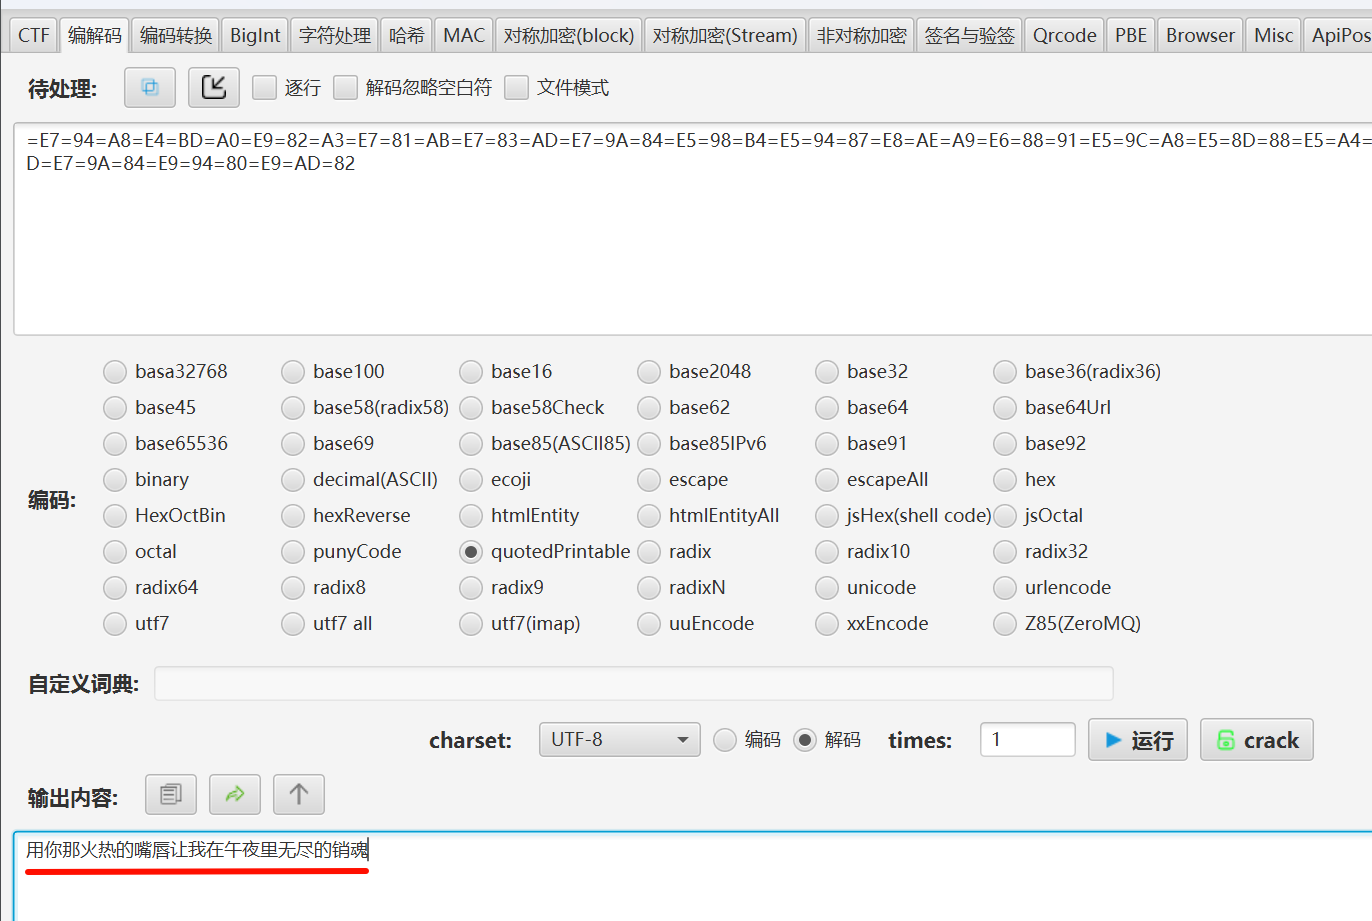 CTF 编解码 编码转换 BigInt 字符处理 哈希 MAC 对称加密(block) 对称加密(Stream) 非对称加密 签名与验签 Qrcode PBE Browser Misc ApiPos
待处理: 逐行 解码忽略空白符 文件模式
=E7=94=A8=E4=BD=A0=E9=82=A3=E7=81=AB=E7=83=AD=E7=9A=84=E5=98=B4=E5=94=87=E8=AE=A9=E6=88=91=E5=9C=A8=E5=8D=88=E5=A4=
D=E7=9A=84=E9=94=80=E9=AD=82
basa32768 base100 base16 base2048 base32 base36(radix36)
base45 base58(radix58) base58Check base62 base64 base64Url
base65536 base69 base85(ASCII85) base85IPv6 base91 base92
binary decimal(ASCII) ecoji escape escapeAll hex
编码:
HexOctBin hexReverse htmlEntity htmlEntityAll jsHex(shell code) jsOctal
octal punyCode quotedPrintable radix radix10 radix32
radix64 radix8 radix9 radixN unicode urlencode
utf7 utf7 all utf7(imap) uuEncode xxEncode Z85(ZeroMQ)
自定义词典:
charset: UTF-8 编码 解码 times: 1 运行 crack
输出内容:
用你那火热的嘴唇让我在午夜里无尽的销魂